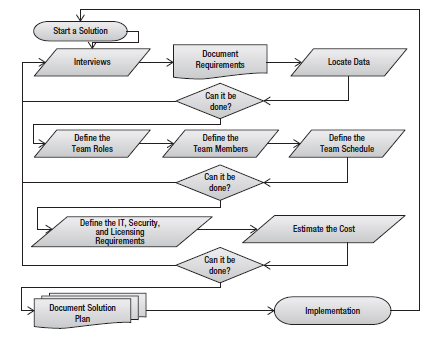 Start a Solution
Interviews
Document
Requirements
Locate Data
Can it be
done?
Define the
Team Roles
Define the
Team Members
Define the
Team Schedule
Can it be
done?
Define the IT, Security,
and Licensing
Requirements
Estimate the Cost
Can it be
done?
Document Solution
Plan
Implementation